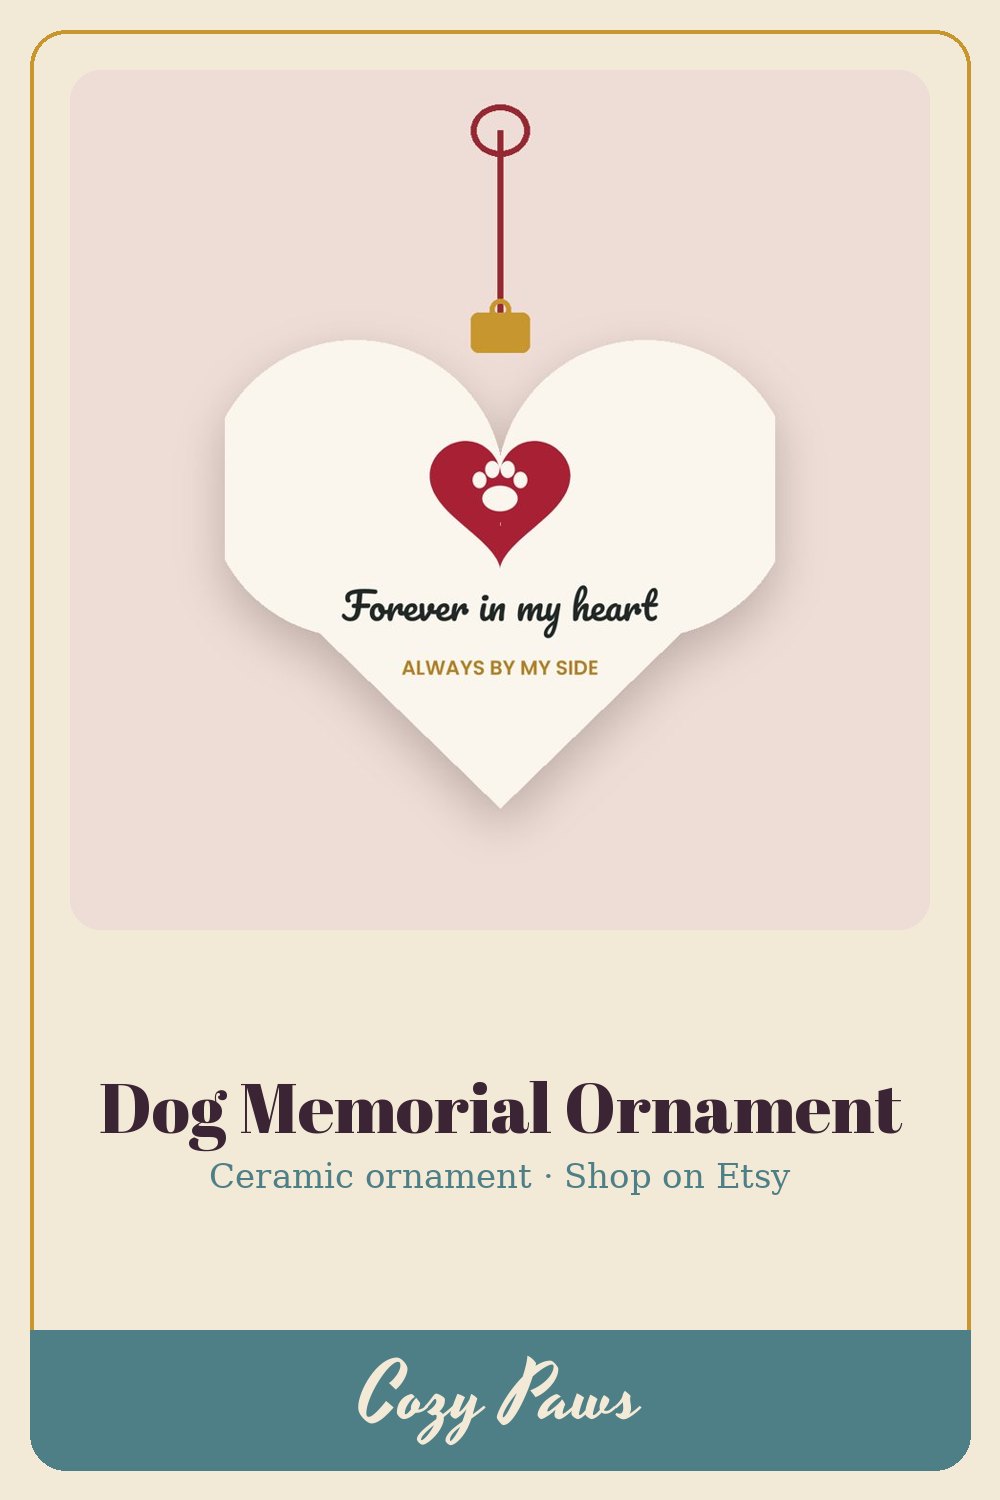 Forever in my heart
ALWAYS BY MY SIDE
Dog Memorial Ornament
Ceramic ornament · Shop on Etsy
Cozy Paws